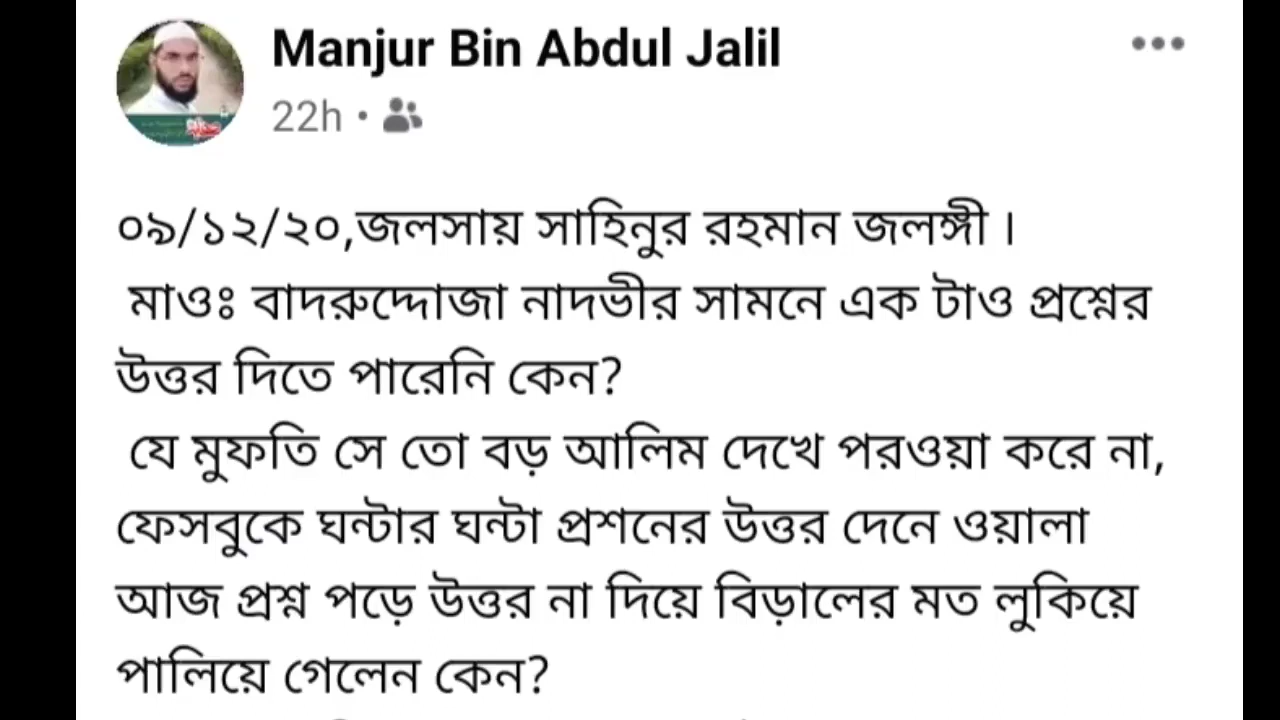 Manjur Bin Abdul Jalil
22h
০৯/১২/২০,জলসায় সাহিনুর রহমান জলঙ্গী ।
মাওঃ বাদরুদ্দোজা নাদভীর সামনে এক টাও প্রশ্নের
উত্তর দিতে পারেনি কেন?
যে মুফতি সে তো বড় আলিম দেখে পরওয়া করে না,
ফেসবুকে ঘন্টার ঘন্টা প্রশনের উত্তর দেনে ওয়ালা
আজ প্রশ্ন পড়ে উত্তর না দিয়ে বিড়ালের মত লুকিয়ে
পালিয়ে গেলেন কেন?